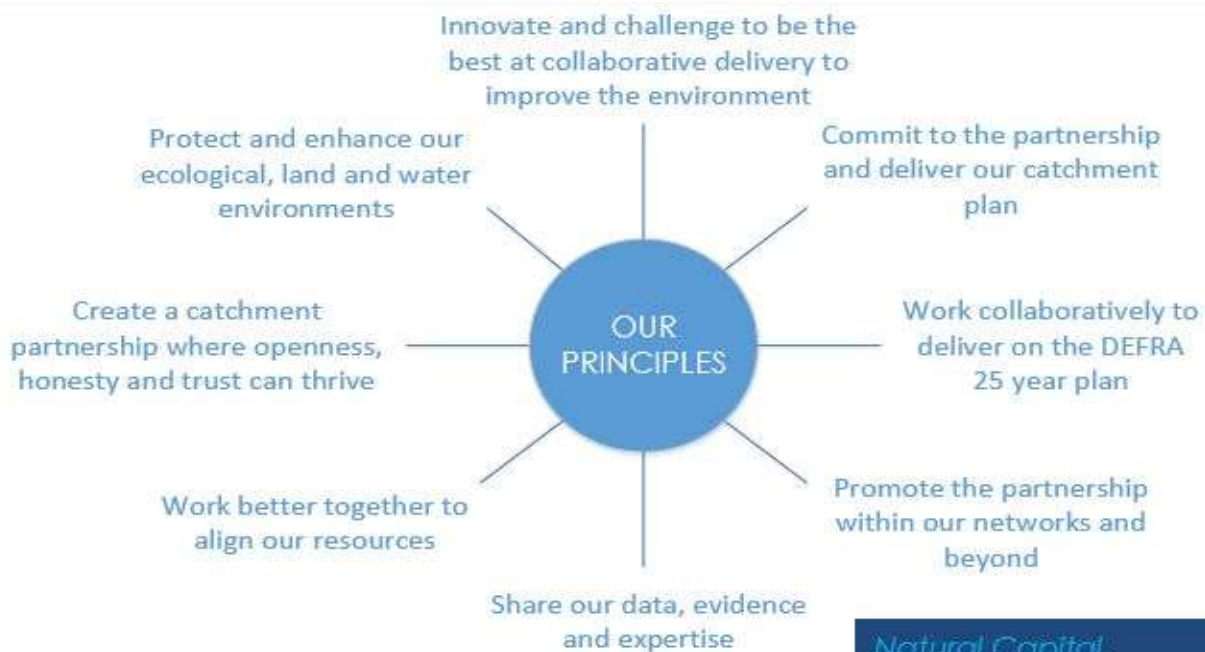 Innovate and challenge to be the
best at collaborative delivery to
improve the environment
Commit to the partnership
and deliver our catchment
plan
Work collaboratively to
deliver on the DEFRA
25 year plan
Promote the partnership
within our networks and
beyond
Share our data, evidence
and expertise
Work better together to
align our resources
Create a catchment
partnership where openness,
honesty and trust can thrive
Protect and enhance our
ecological, land and water
environments
OUR
PRINCIPLES
Natural Capital